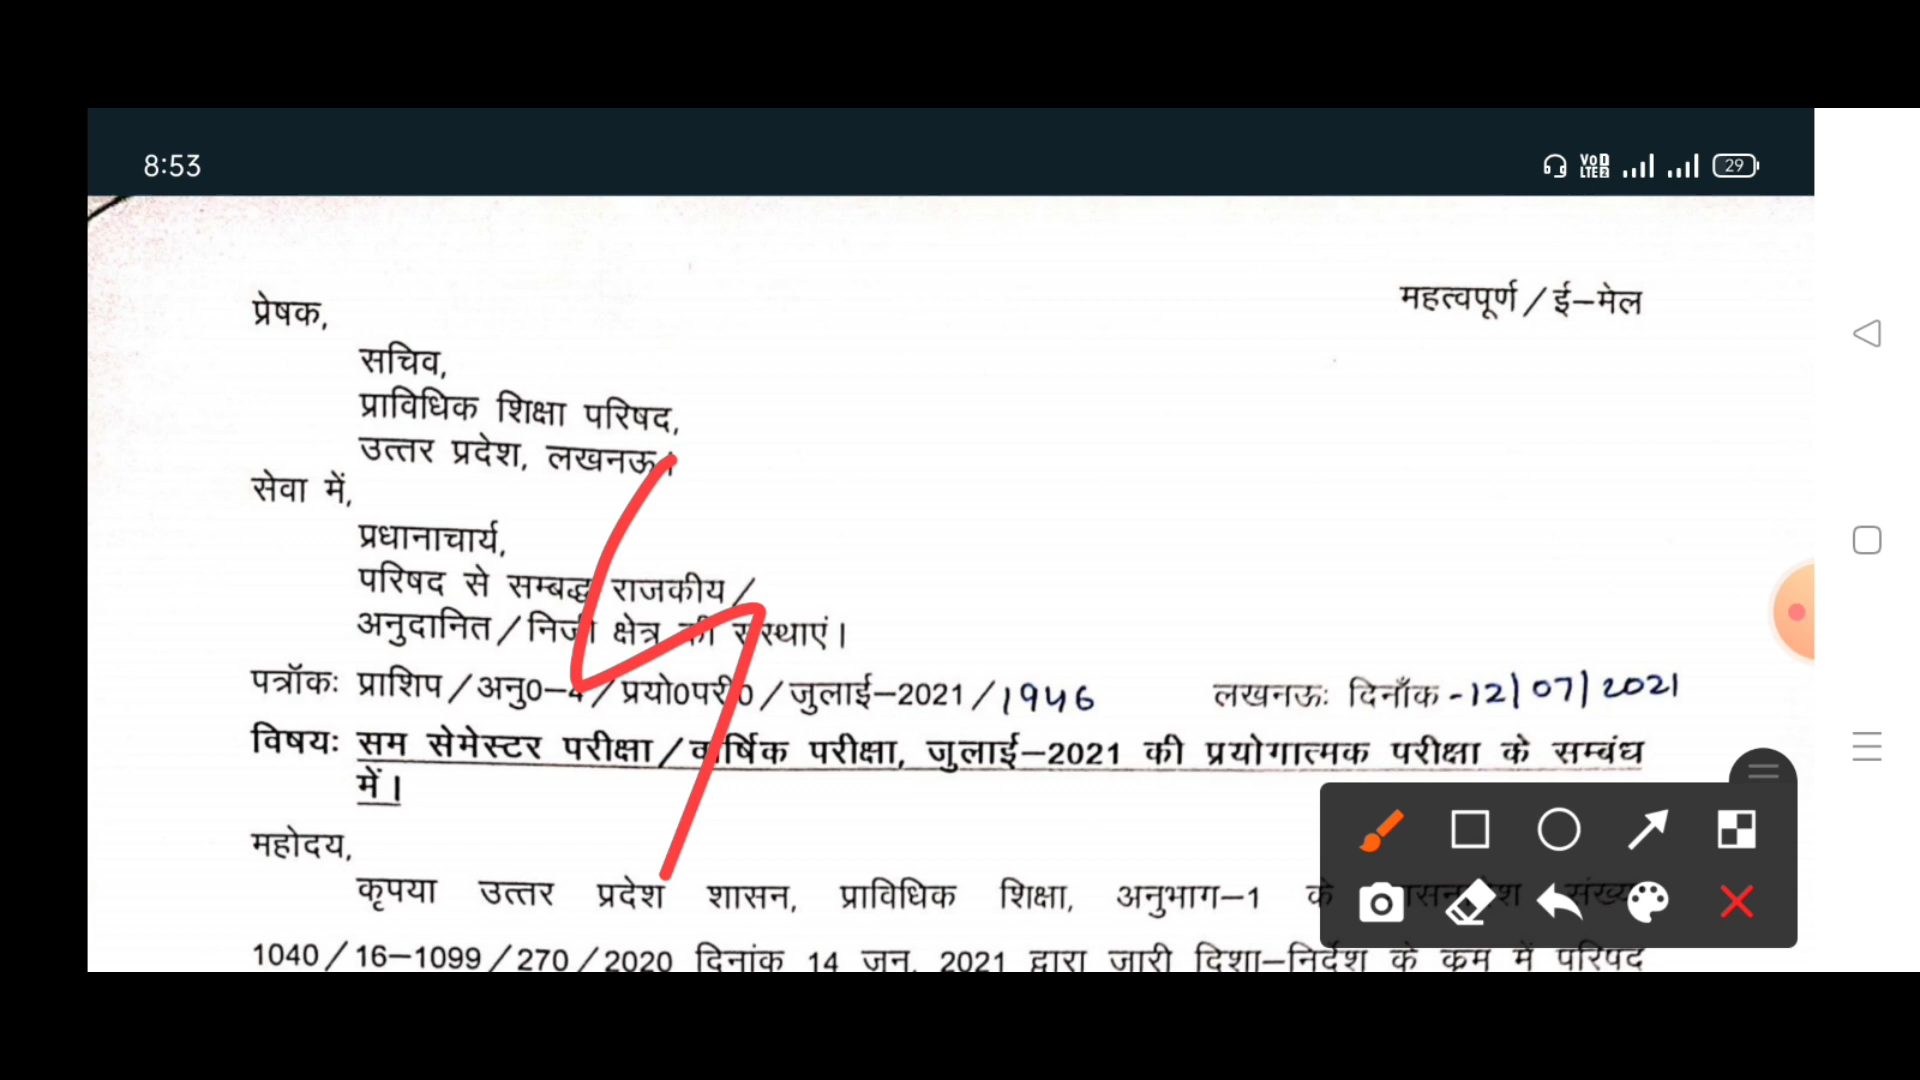 8:53
VoD LTE2
29
महत्वपूर्ण/ई–मेल
प्रेषक,
सचिव,
प्राविधिक शिक्षा परिषद,
उत्तर प्रदेश, लखनऊ।
सेवा में,
प्रधानाचार्य,
परिषद से सम्बद्ध राजकीय/
अनुदानित/निजी क्षेत्र की संस्थाएं।
पत्रॉकः प्राशिप/अनु0–4/प्रयो0परी0/जुलाई–2021/1946 लखनऊः दिनाँक -12/07/2021
विषयः सम सेमेस्टर परीक्षा/वार्षिक परीक्षा, जुलाई–2021 की प्रयोगात्मक परीक्षा के सम्बंध
में।
महोदय,
कृपया उत्तर प्रदेश शासन, प्राविधिक शिक्षा, अनुभाग–1 के
1040/16–1099/270/2020 दिनांक 14 जून, 2021 द्वारा जारी दिशा–निर्देश के क्रम में परिषद